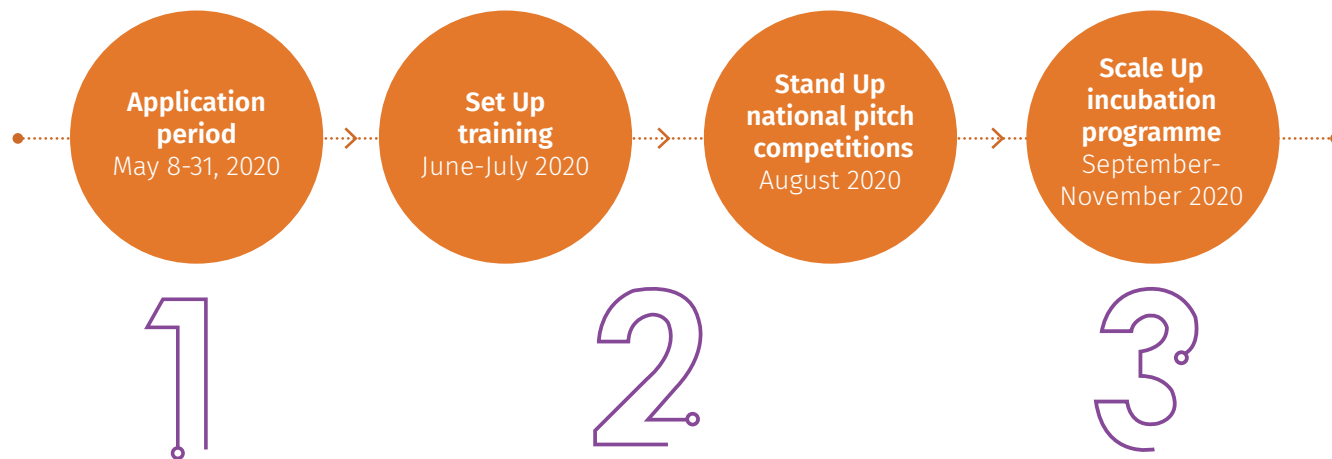 Application
period
May 8-31, 2020
Set Up
training
June-July 2020
Stand Up
national pitch
competitions
August 2020
Scale Up
incubation
programme
September-
November 2020
1
2
3